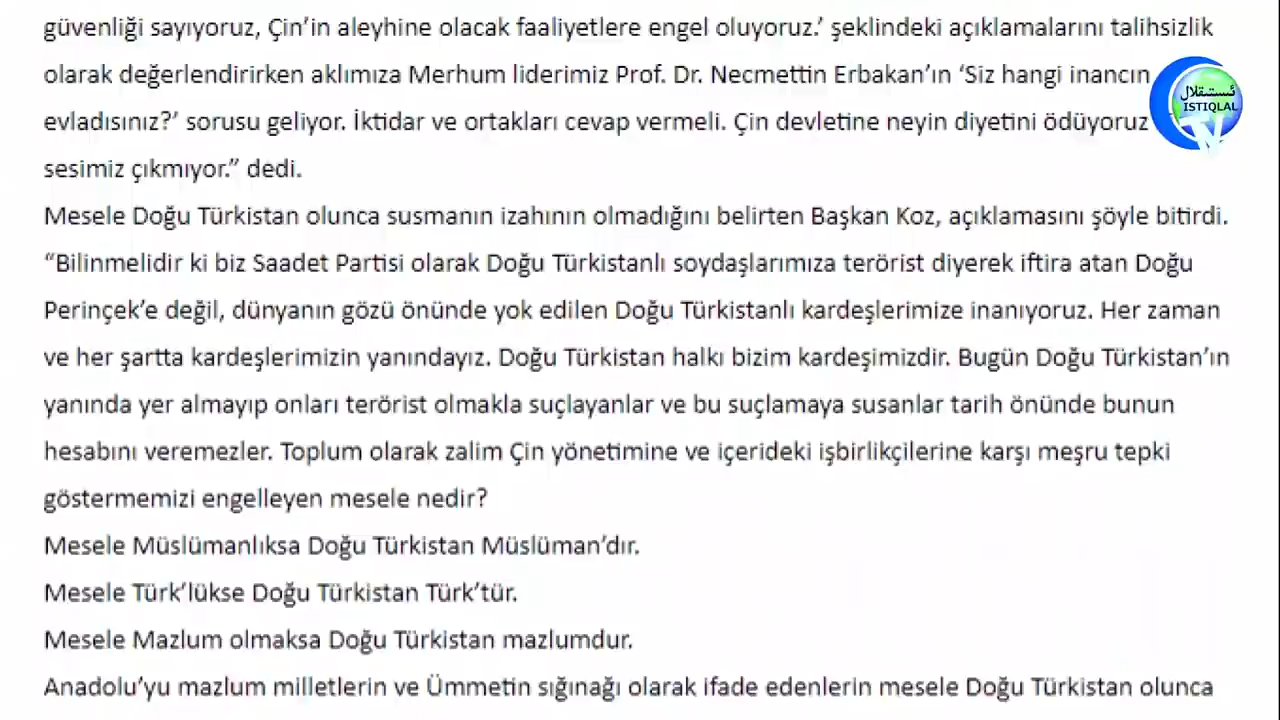 güvenliği sayıyoruz, Çin’in aleyhine olacak faaliyetlere engel oluyoruz.’ şeklindeki açıklamalarını talihsizlik
olarak değerlendirirken aklımıza Merhum liderimiz Prof. Dr. Necmettin Erbakan’ın ‘Siz hangi inancın
evladısınız?’ sorusu geliyor. İktidar ve ortakları cevap vermeli. Çin devletine neyin diyetini ödüyoruz
sesimiz çıkmıyor.” dedi.
Mesele Doğu Türkistan olunca susmanın izahının olmadığını belirten Başkan Koz, açıklamasını şöyle bitirdi.
“Bilinmelidir ki biz Saadet Partisi olarak Doğu Türkistanlı soydaşlarımıza terörist diyerek iftira atan Doğu
Perinçek’e değil, dünyanın gözü önünde yok edilen Doğu Türkistanlı kardeşlerimize inanıyoruz. Her zaman
ve her şartta kardeşlerimizin yanındayız. Doğu Türkistan halkı bizim kardeşimizdir. Bugün Doğu Türkistan’ın
yanında yer almayıp onları terörist olmakla suçlayanlar ve bu suçlamaya susanlar tarih önünde bunun
hesabını veremezler. Toplum olarak zalim Çin yönetimine ve içerideki işbirlikçilerine karşı meşru tepki
göstermemizi engelleyen mesele nedir?
Mesele Müslümanlıksa Doğu Türkistan Müslüman’dır.
Mesele Türk’lükse Doğu Türkistan Türk’tür.
Mesele Mazlum olmaksa Doğu Türkistan mazlumdur.
Anadolu’yu mazlum milletlerin ve Ümmetin sığınağı olarak ifade edenlerin mesele Doğu Türkistan olunca
ئىستىقلال
ISTIQLAL
TV